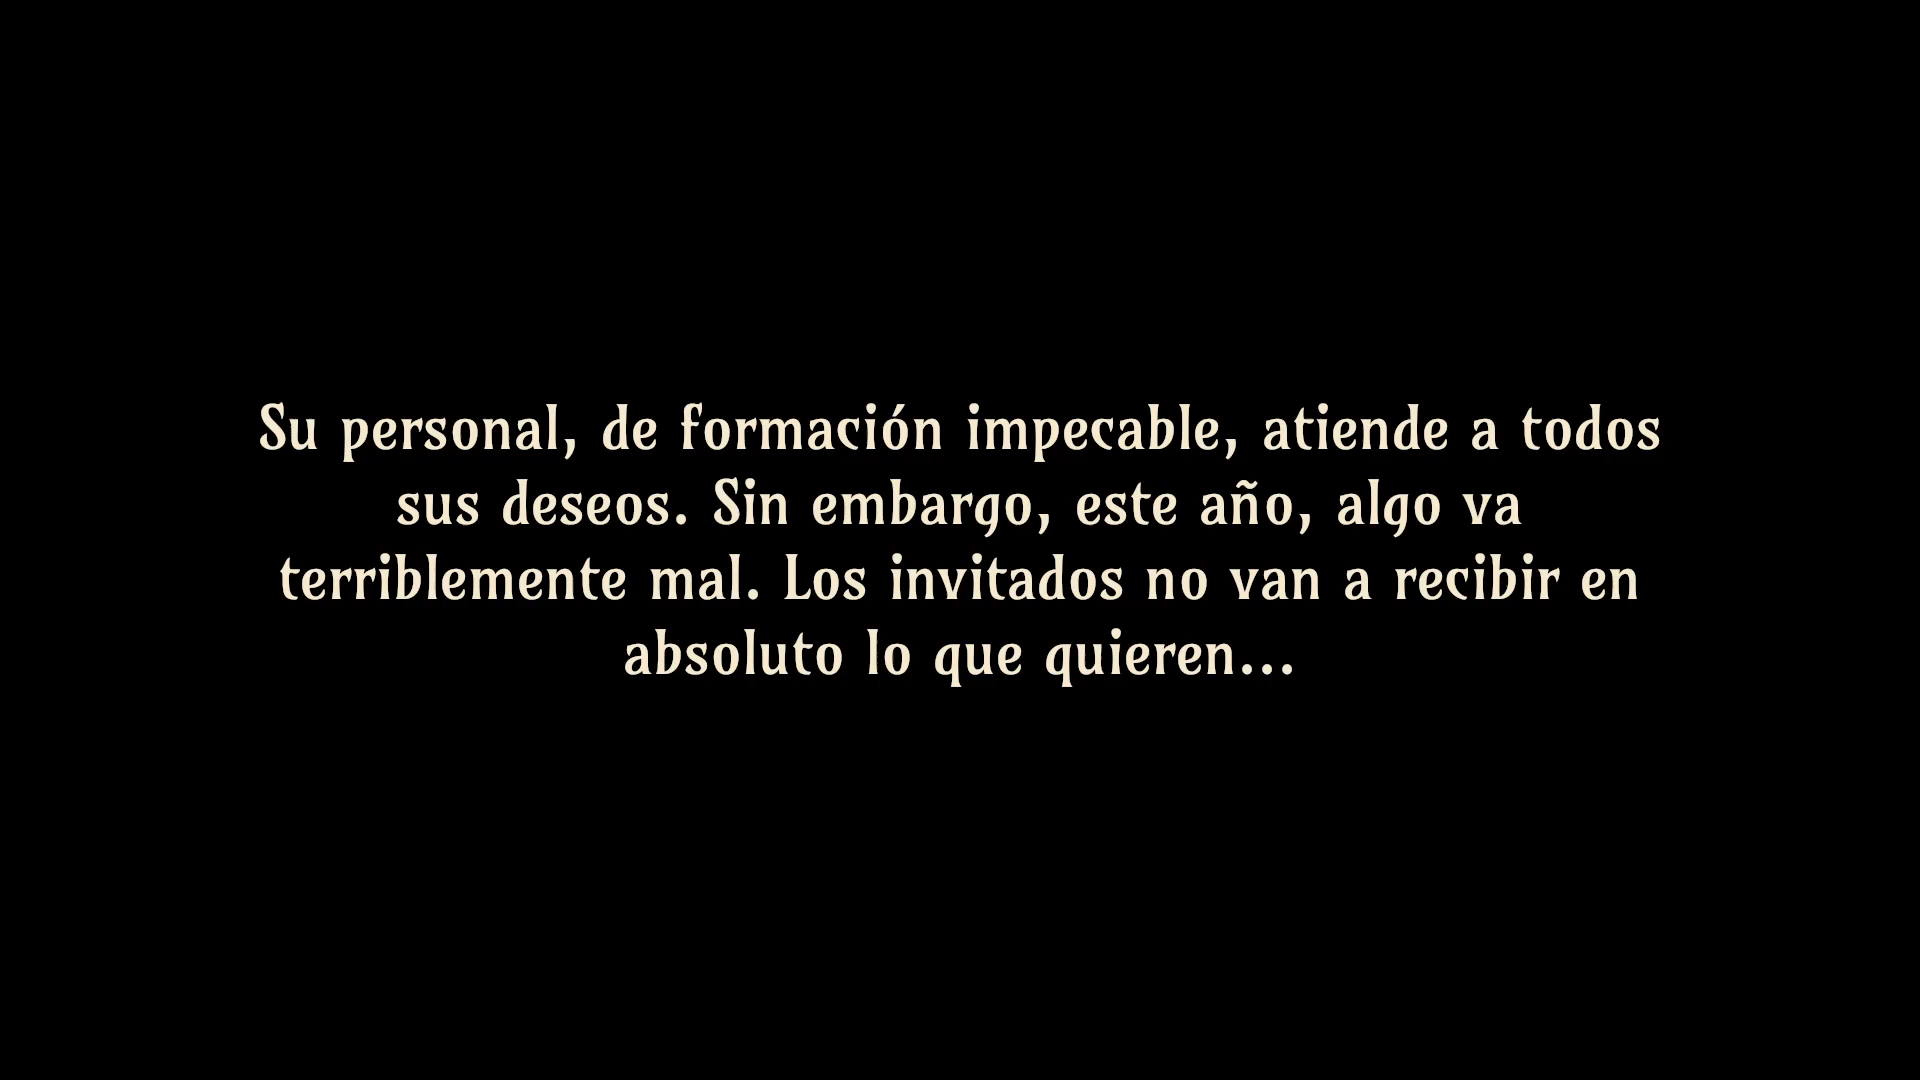 Su personal, de formación impecable, atiende a todos
sus deseos. Sin embargo, este año, algo va
terriblemente mal. Los invitados no van a recibir en
absoluto lo que quieren...